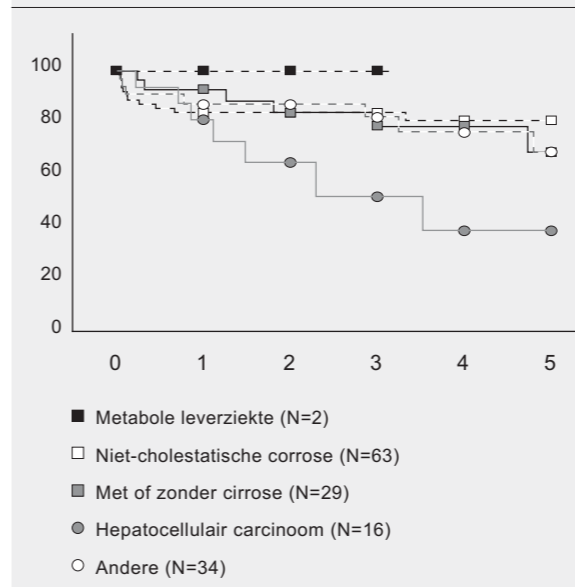 100
80
60
40
20
0
0 1 2 3 4 5
Metabole leverziekte (N=2)
Niet-cholestatische corrose (N=63)
Met of zonder cirrose (N=29)
Hepatocellulair carcinoom (N=16)
Andere (N=34)